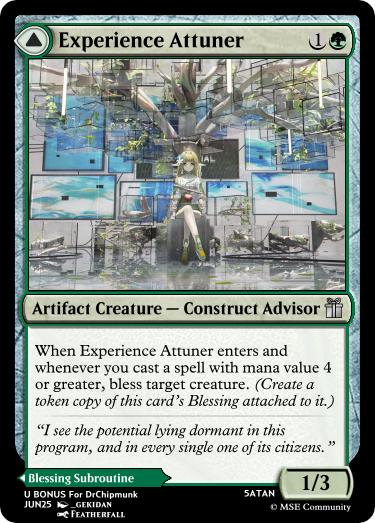 Experience Attuner 1
Artifact Creature — Construct Advisor
When Experience Attuner enters and
whenever you cast a spell with mana value 4
or greater, bless target creature. (Create a
token copy of this card's Blessing attached to it.)
“I see the potential lying dormant in this
program, and in every single one of its citizens.”
Blessing Subroutine
1/3
U BONUS For DrChipmunk
5ATAN
JUN25 _GEKIDAN
© MSE Community
FEATHERFALL